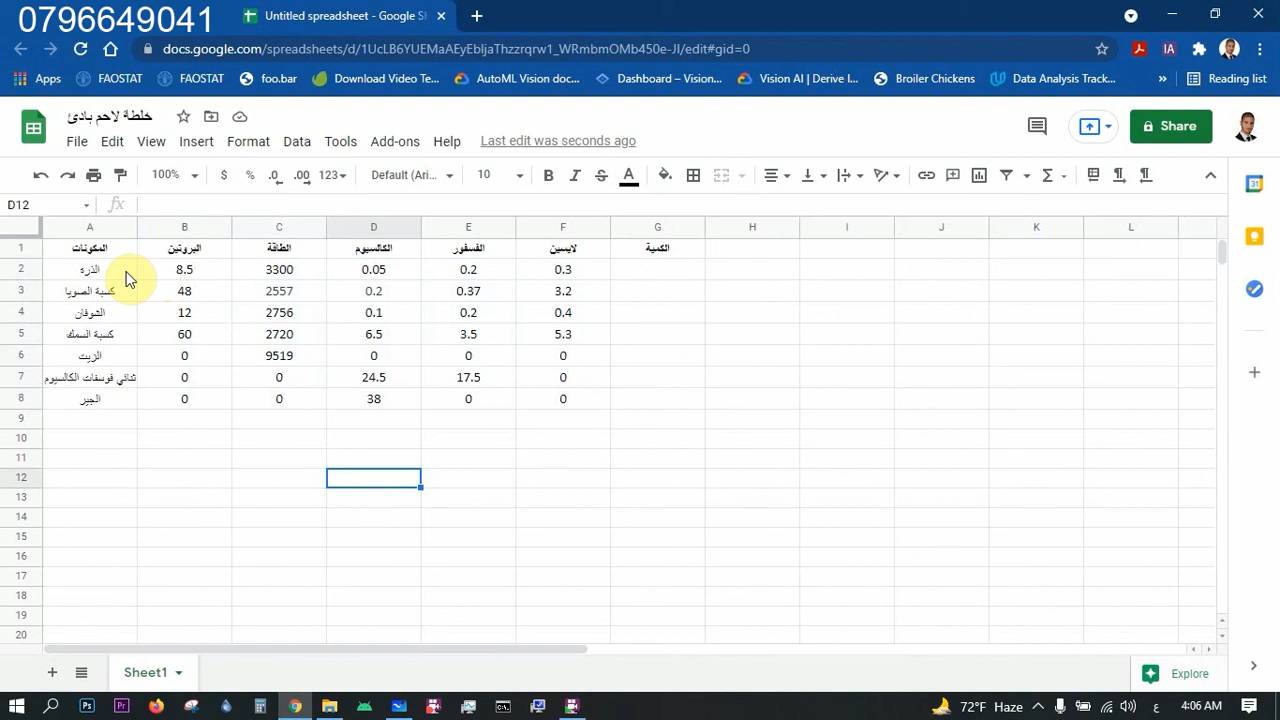 0796649041
Untitled spreadsheet - Google Sh
docs.google.com/spreadsheets/d/1UcLB6YUEMaAEyEbljaThzzrqrw1_WRmbmOMb450e-JI/edit#gid=0
Apps FAOSTAT FAOSTAT foo.bar Download Video Te... AutoML Vision doc... Dashboard – Vision... Vision AI | Derive I... Broiler Chickens Data Analysis Track... » Reading list
خلطة لاحم بادئ
File Edit View Insert Format Data Tools Add-ons Help Last edit was seconds ago Share
100% $ % .0 .00 123 Default (Ari... 10 B I S A
D12 fx
A B C D E F G H I J K L
1 المكونات البروتين الطاقة الكالسيوم الفسفور لايسين الكمية
2 الذرة 8.5 3300 0.05 0.2 0.3
3 كسبة الصويا 48 2557 0.2 0.37 3.2
4 الشوفان 12 2756 0.1 0.2 0.4
5 كسبة السمك 60 2720 6.5 3.5 5.3
6 الزيت 0 9519 0 0 0
7 ثنائي فوسفات الكالسيوم 0 0 24.5 17.5 0
8 الجير 0 0 38 0 0
9
10
11
12
13
14
15
16
17
18
19
20
Sheet1 Explore
72°F Haze ع 4:06 AM